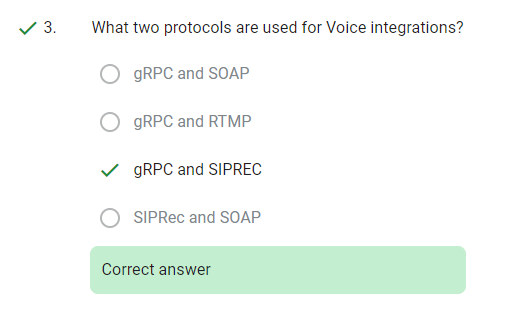 3. What two protocols are used for Voice integrations?
gRPC and SOAP
gRPC and RTMP
gRPC and SIPREC
SIPRec and SOAP
Correct answer